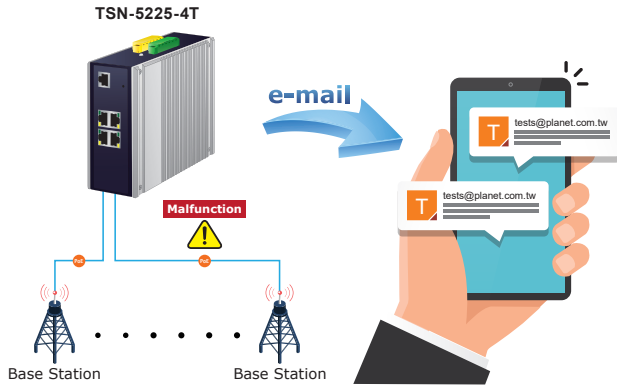 TSN-5225-4T
e-mail
T
tests@planet.com.tw
T
tests@planet.com.tw
Malfunction
PoE
PoE
Base Station
Base Station